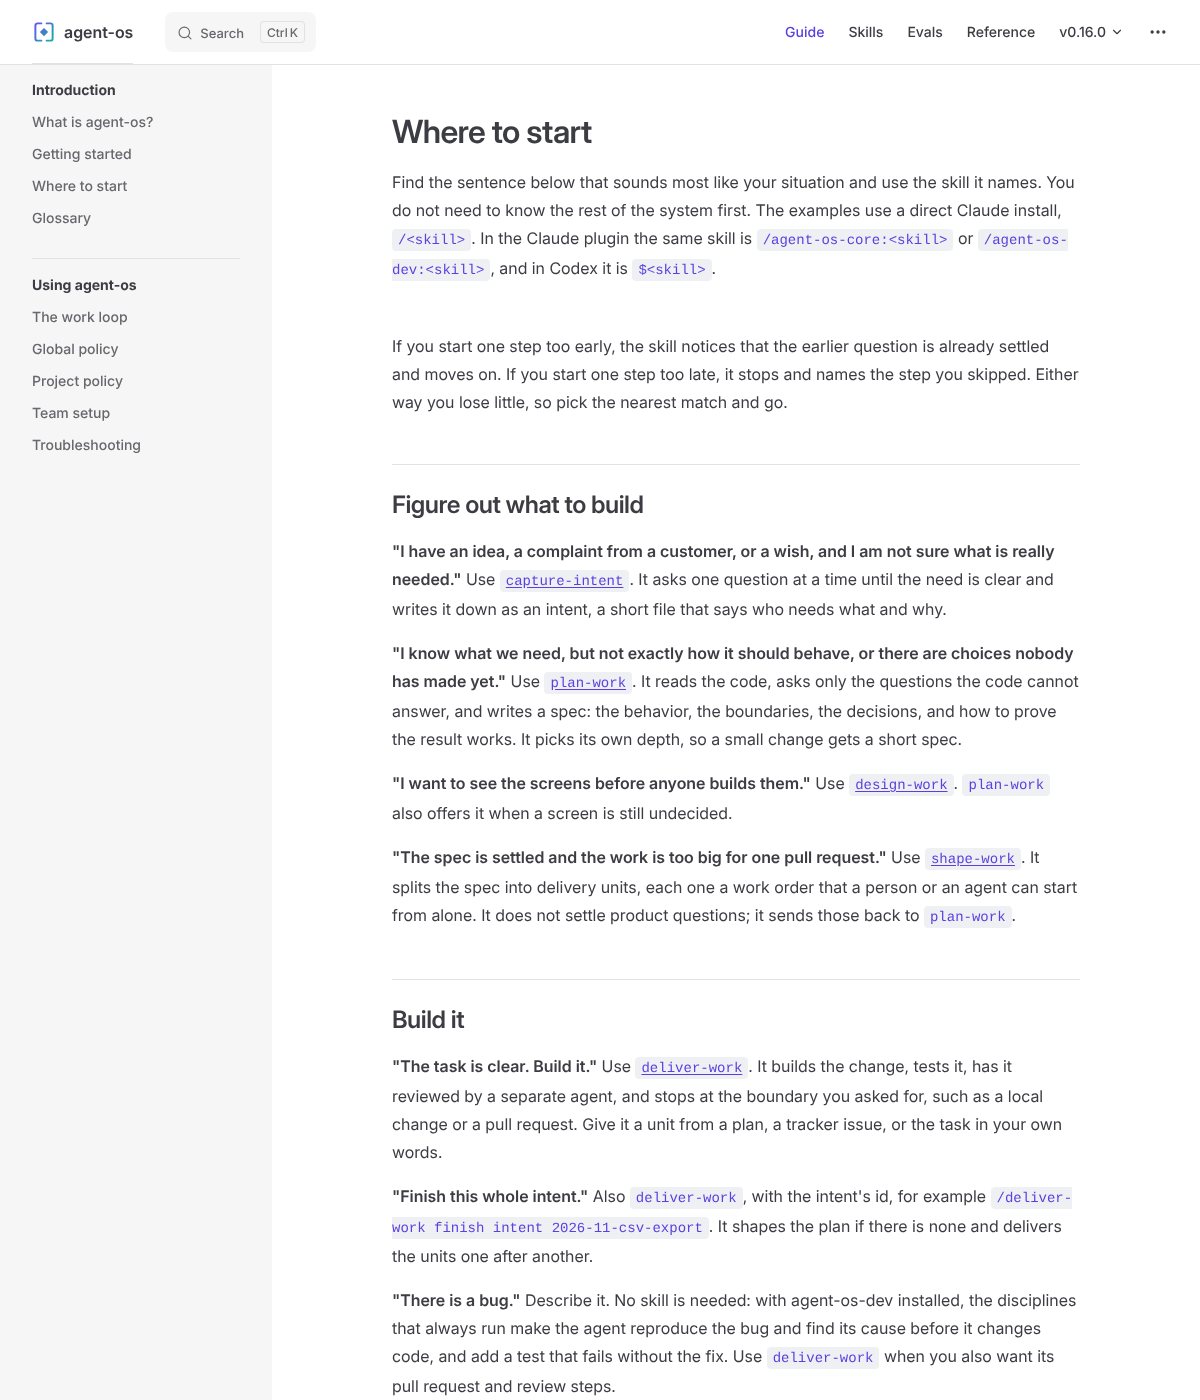 agent-os
Search Ctrl K
Guide Skills Evals Reference v0.16.0
Introduction
What is agent-os?
Getting started
Where to start
Glossary
Using agent-os
The work loop
Global policy
Project policy
Team setup
Troubleshooting
Where to start
Find the sentence below that sounds most like your situation and use the skill it names. You
do not need to know the rest of the system first. The examples use a direct Claude install,
/<skill>. In the Claude plugin the same skill is /agent-os-core:<skill> or /agent-os-
dev:<skill>, and in Codex it is $<skill>.
If you start one step too early, the skill notices that the earlier question is already settled
and moves on. If you start one step too late, it stops and names the step you skipped. Either
way you lose little, so pick the nearest match and go.
Figure out what to build
"I have an idea, a complaint from a customer, or a wish, and I am not sure what is really
needed." Use capture-intent. It asks one question at a time until the need is clear and
writes it down as an intent, a short file that says who needs what and why.
"I know what we need, but not exactly how it should behave, or there are choices nobody
has made yet." Use plan-work. It reads the code, asks only the questions the code cannot
answer, and writes a spec: the behavior, the boundaries, the decisions, and how to prove
the result works. It picks its own depth, so a small change gets a short spec.
"I want to see the screens before anyone builds them." Use design-work. plan-work
also offers it when a screen is still undecided.
"The spec is settled and the work is too big for one pull request." Use shape-work. It
splits the spec into delivery units, each one a work order that a person or an agent can start
from alone. It does not settle product questions; it sends those back to plan-work.
Build it
"The task is clear. Build it." Use deliver-work. It builds the change, tests it, has it
reviewed by a separate agent, and stops at the boundary you asked for, such as a local
change or a pull request. Give it a unit from a plan, a tracker issue, or the task in your own
words.
"Finish this whole intent." Also deliver-work, with the intent's id, for example /deliver-
work finish intent 2026-11-csv-export. It shapes the plan if there is none and delivers
the units one after another.
"There is a bug." Describe it. No skill is needed: with agent-os-dev installed, the disciplines
that always run make the agent reproduce the bug and find its cause before it changes
code, and add a test that fails without the fix. Use deliver-work when you also want its
pull request and review steps.